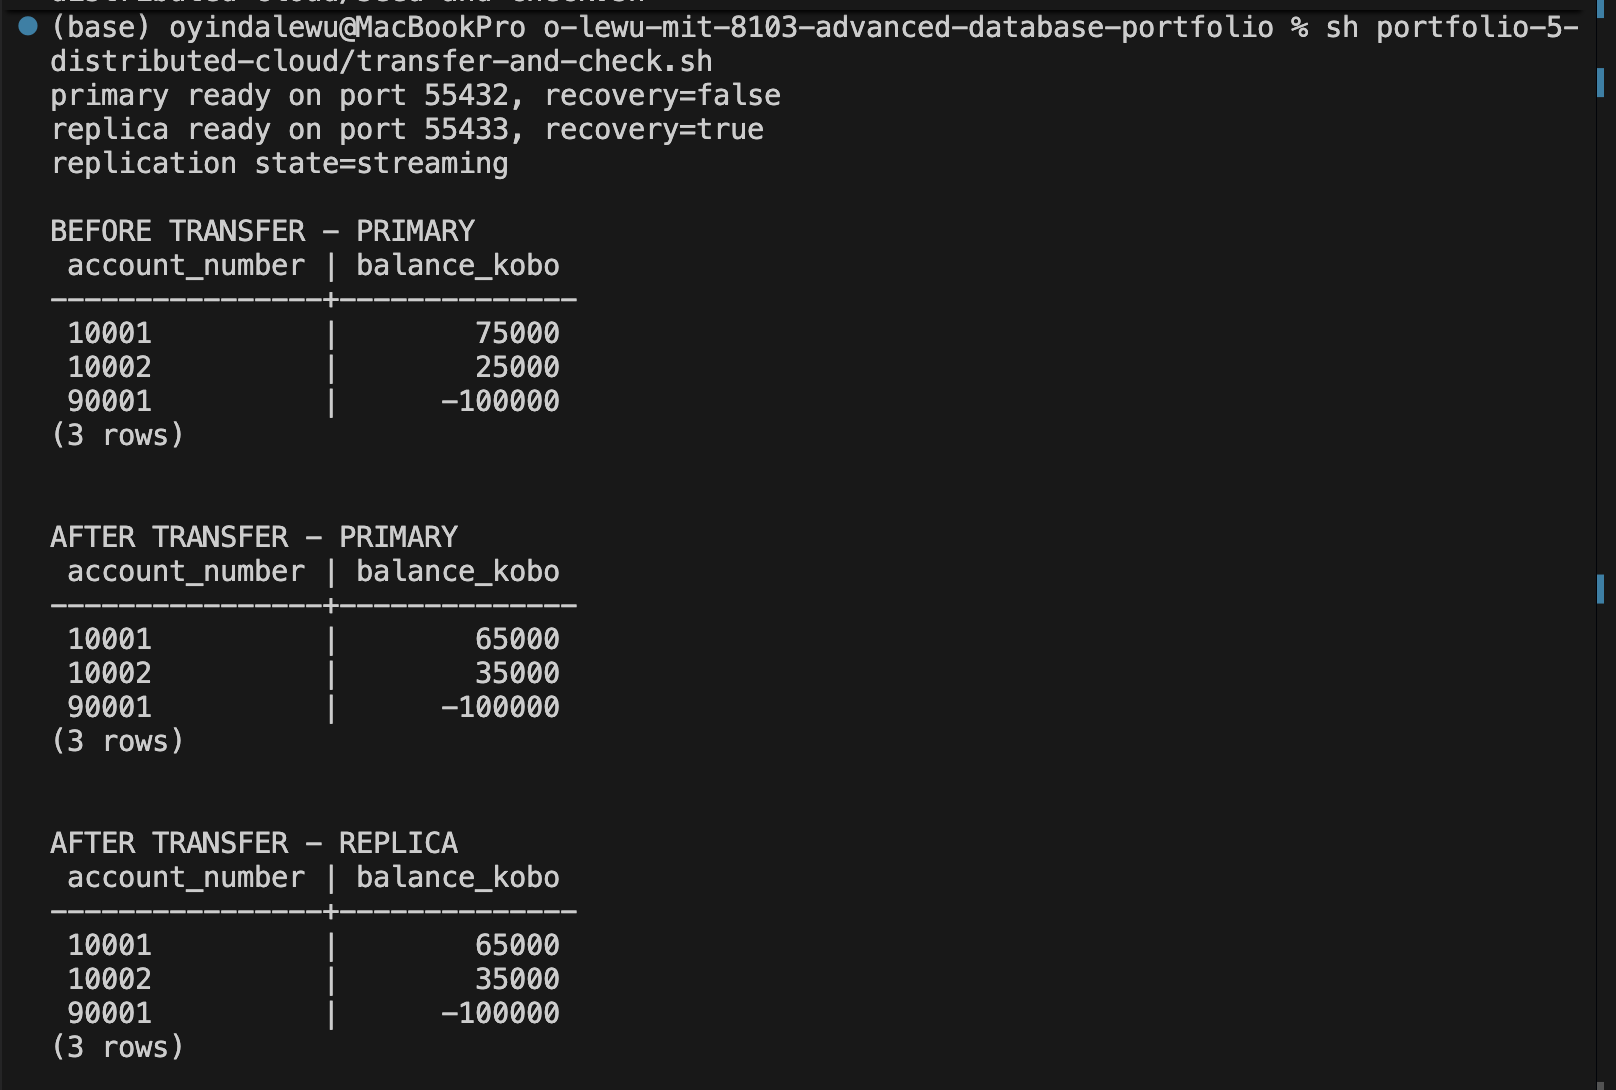 (base) oyindalewu@MacBookPro o-lewu-mit-8103-advanced-database-portfolio % sh portfolio-5-
distributed-cloud/transfer-and-check.sh
primary ready on port 55432, recovery=false
replica ready on port 55433, recovery=true
replication state=streaming
BEFORE TRANSFER - PRIMARY
 account_number | balance_kobo
----------------+--------------
 10001          |        75000
 10002          |        25000
 90001          |      -100000
(3 rows)
AFTER TRANSFER - PRIMARY
 account_number | balance_kobo
----------------+--------------
 10001          |        65000
 10002          |        35000
 90001          |      -100000
(3 rows)
AFTER TRANSFER - REPLICA
 account_number | balance_kobo
----------------+--------------
 10001          |        65000
 10002          |        35000
 90001          |      -100000
(3 rows)